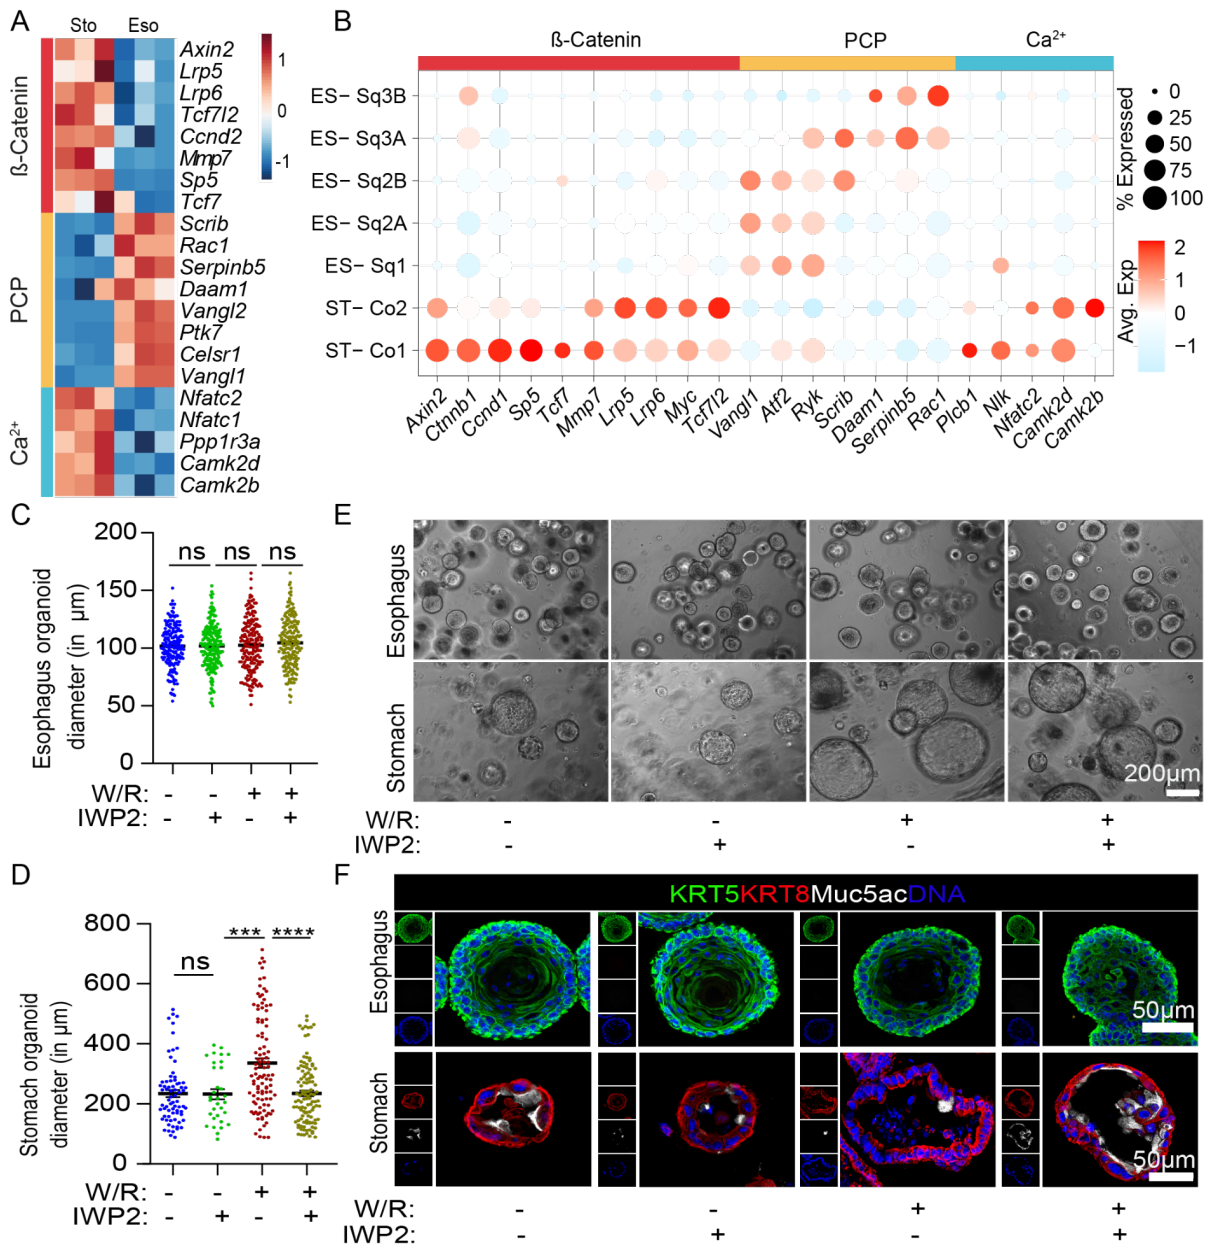 A
Sto Eso
ß-Catenin
PCP
Ca²⁺
Axin2
Lrp5
Lrp6
Tcf7l2
Ccnd2
Mmp7
Sp5
Tcf7
Scrib
Rac1
Serpinb5
Daam1
Vangl2
Ptk7
Celsr1
Vangl1
Nfatc2
Nfatc1
Ppp1r3a
Camk2d
Camk2b
1
0
-1
B
ß-Catenin PCP Ca²⁺
ES− Sq3B
ES− Sq3A
ES− Sq2B
ES− Sq2A
ES− Sq1
ST− Co2
ST− Co1
Axin2 Ctnnb1 Ccnd1 Sp5 Tcf7 Mmp7 Lrp5 Lrp6 Myc Tcf7l2 Vangl1 Atf2 Ryk Scrib Daam1 Serpinb5 Rac1 Plcb1 Nlk Nfatc2 Camk2d Camk2b
% Expressed
0
25
50
75
100
Avg. Exp
2
1
0
−1
C
Esophagus organoid
diameter (in µm)
200
150
100
50
0
ns ns ns
W/R: - - + +
IWP2: - + - +
D
Stomach organoid
diameter (in µm)
800
600
400
200
0
ns *** ****
W/R: - - + +
IWP2: - + - +
E
Esophagus
Stomach
200µm
W/R: - - + +
IWP2: - + - +
F
KRT5KRT8Muc5acDNA
Esophagus
50µm
Stomach
50µm
W/R: - - + +
IWP2: - + - +